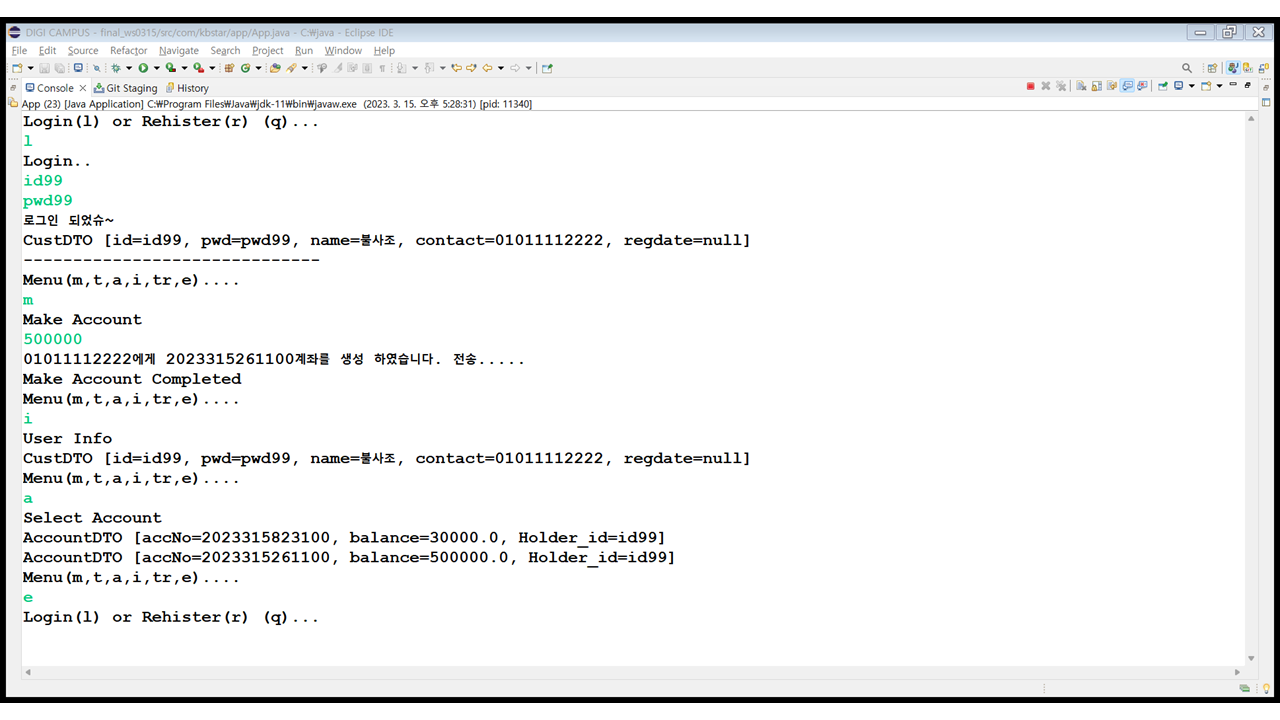 DIGI CAMPUS - final_ws0315/src/com/kbstar/app/App.java - C:₩java - Eclipse IDE
File Edit Source Refactor Navigate Search Project Run Window Help
Console Git Staging History
App (23) [Java Application] C:₩Program Files₩Java₩jdk-11₩bin₩javaw.exe (2023. 3. 15. 오후 5:28:31) [pid: 11340]
Login(l) or Rehister(r) (q)...
l
Login..
id99
pwd99
로그인 되었슈~
CustDTO [id=id99, pwd=pwd99, name=불사조, contact=01011112222, regdate=null]
------------------------------
Menu(m,t,a,i,tr,e)....
m
Make Account
500000
01011112222에게 2023315261100계좌를 생성 하였습니다. 전송.....
Make Account Completed
Menu(m,t,a,i,tr,e)....
i
User Info
CustDTO [id=id99, pwd=pwd99, name=불사조, contact=01011112222, regdate=null]
Menu(m,t,a,i,tr,e)....
a
Select Account
AccountDTO [accNo=2023315823100, balance=30000.0, Holder_id=id99]
AccountDTO [accNo=2023315261100, balance=500000.0, Holder_id=id99]
Menu(m,t,a,i,tr,e)....
e
Login(l) or Rehister(r) (q)...